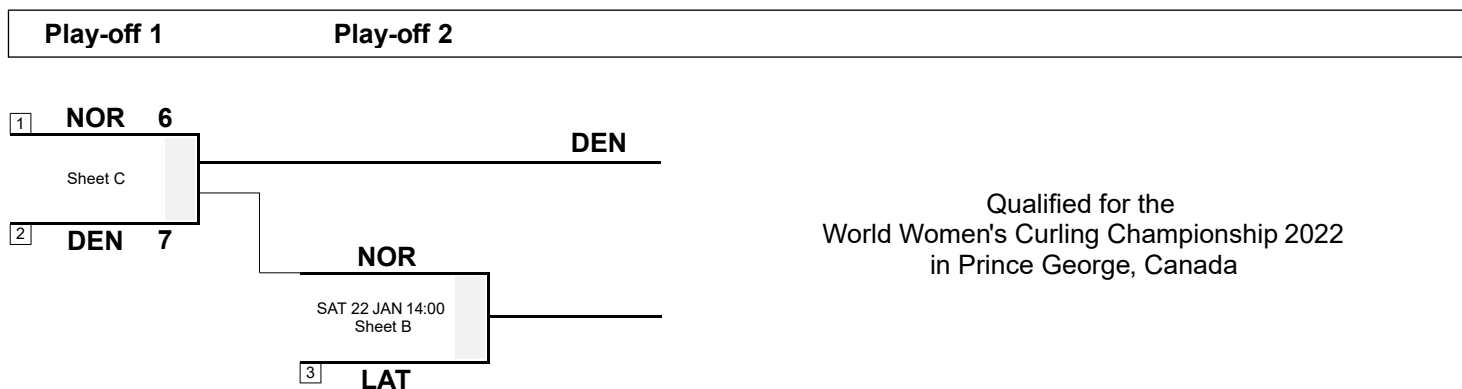 Play-off 1 Play-off 2
1 NOR 6
DEN
Sheet C
2 DEN 7
Qualified for the
World Women's Curling Championship 2022
in Prince George, Canada
NOR
SAT 22 JAN 14:00
Sheet B
3 LAT